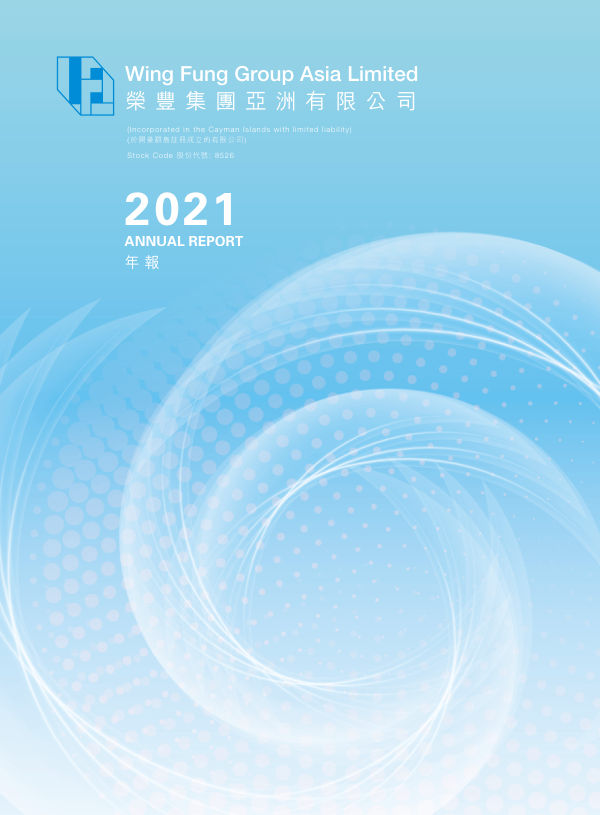 Wing Fung Group Asia Limited
榮豐集團亞洲有限公司
(Incorporated in the Cayman Islands with limited liability)
(於開曼群島註冊成立的有限公司)
Stock Code 股份代號: 8526
2021
ANNUAL REPORT
年報